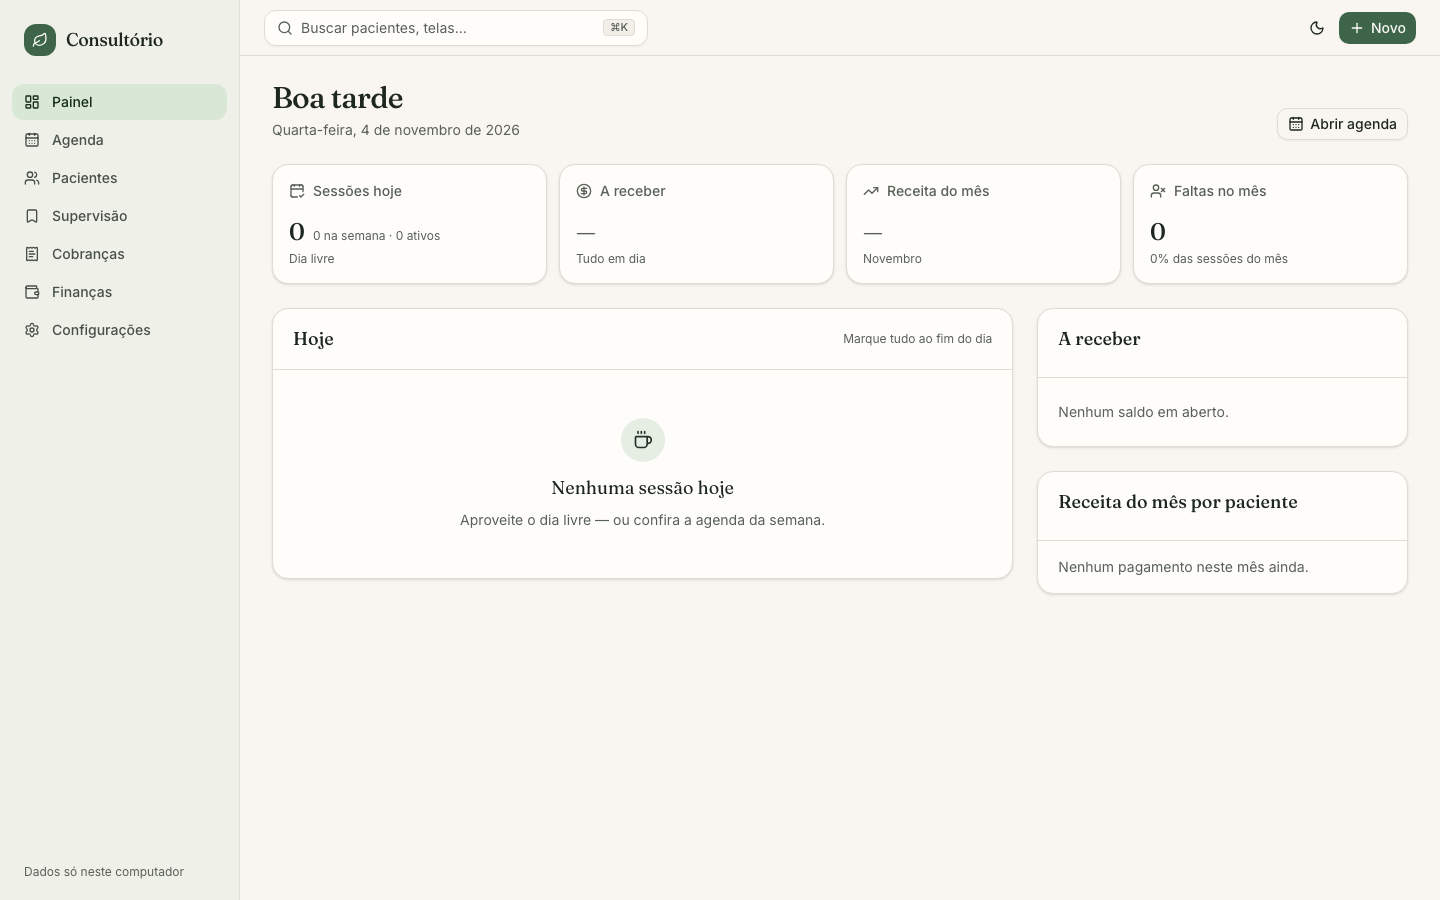 Consultório
Painel
Agenda
Pacientes
Supervisão
Cobranças
Finanças
Configurações
Dados só neste computador
Buscar pacientes, telas...
⌘K
Novo
Boa tarde
Quarta-feira, 4 de novembro de 2026
Abrir agenda
Sessões hoje
0 0 na semana · 0 ativos
Dia livre
A receber
—
Tudo em dia
Receita do mês
—
Novembro
Faltas no mês
0
0% das sessões do mês
Hoje
Marque tudo ao fim do dia
Nenhuma sessão hoje
Aproveite o dia livre — ou confira a agenda da semana.
A receber
Nenhum saldo em aberto.
Receita do mês por paciente
Nenhum pagamento neste mês ainda.